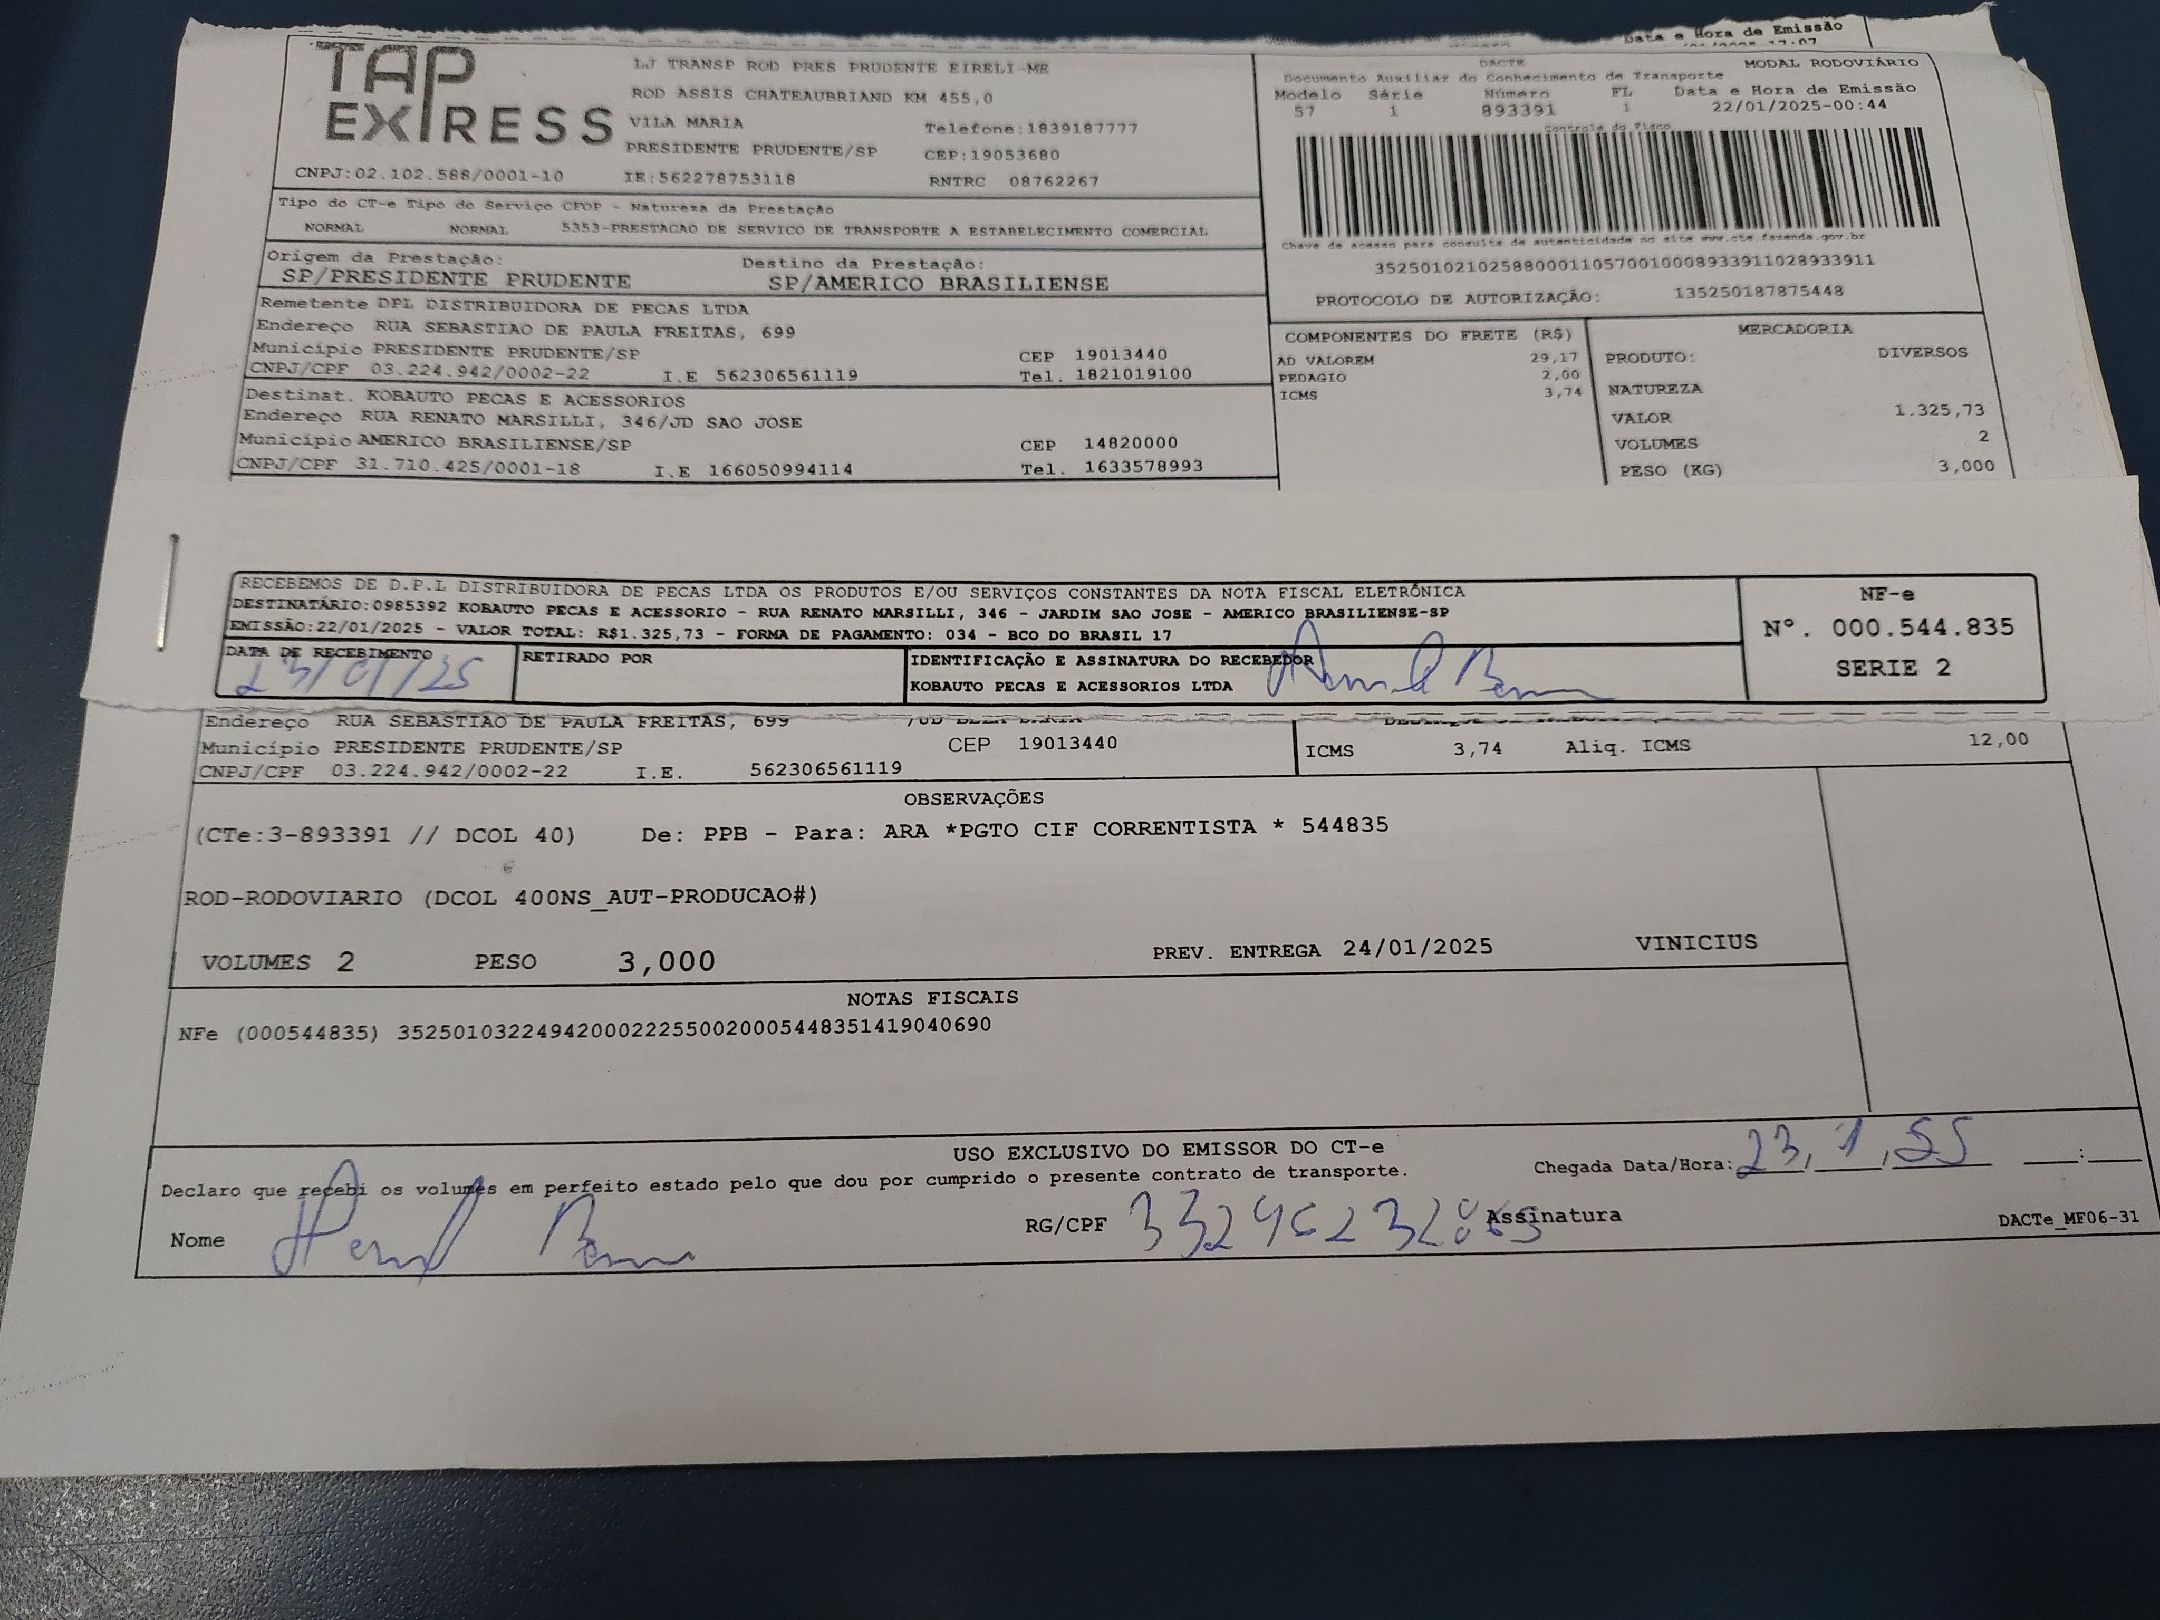 Data e Hora de Emissão
TAP EXPRESS
LJ TRANSP ROD PRES PRUDENTE EIRELI-ME
ROD ASSIS CHATEAUBRIAND KM 455,0
VILA MARIA Telefone:1839187777
PRESIDENTE PRUDENTE/SP CEP:19053680
CNPJ:02.102.588/0001-10 IE:562278753118 RNTRC 08762267
DACTE MODAL RODOVIÁRIO
Documento Auxiliar do Conhecimento de Transporte
Modelo Série Número FL Data e Hora de Emissão
57 1 893391 1 22/01/2025-00:44
Controle do Fisco
Chave de acesso para consulta de autenticidade no site www.cte.fazenda.gov.br
35250102102588000110570010008933911028933911
PROTOCOLO DE AUTORIZAÇÃO: 135250187875448
Tipo do CT-e Tipo do Serviço CFOP - Natureza da Prestação
NORMAL NORMAL 5353-PRESTACAO DE SERVICO DE TRANSPORTE A ESTABELECIMENTO COMERCIAL
Origem da Prestação: Destino da Prestação:
SP/PRESIDENTE PRUDENTE SP/AMERICO BRASILIENSE
Remetente DPL DISTRIBUIDORA DE PECAS LTDA
Endereço RUA SEBASTIAO DE PAULA FREITAS, 699
Município PRESIDENTE PRUDENTE/SP CEP 19013440
CNPJ/CPF 03.224.942/0002-22 I.E 562306561119 Tel. 1821019100
Destinat. KOBAUTO PECAS E ACESSORIOS
Endereço RUA RENATO MARSILLI, 346/JD SAO JOSE
Município AMERICO BRASILIENSE/SP CEP 14820000
CNPJ/CPF 31.710.425/0001-18 I.E 166050994114 Tel. 1633578993
COMPONENTES DO FRETE (R$)
AD VALOREM 29,17
PEDAGIO 2,00
ICMS 3,74
MERCADORIA
PRODUTO: DIVERSOS
NATUREZA
VALOR 1.325,73
VOLUMES 2
PESO (KG) 3,000
RECEBEMOS DE D.P.L DISTRIBUIDORA DE PECAS LTDA OS PRODUTOS E/OU SERVIÇOS CONSTANTES DA NOTA FISCAL ELETRÔNICA
DESTINATÁRIO:0985392 KOBAUTO PECAS E ACESSORIO - RUA RENATO MARSILLI, 346 - JARDIM SAO JOSE - AMERICO BRASILIENSE-SP
EMISSÃO:22/01/2025 - VALOR TOTAL: R$1.325,73 - FORMA DE PAGAMENTO: 034 - BCO DO BRASIL 17
DATA DE RECEBIMENTO RETIRADO POR IDENTIFICAÇÃO E ASSINATURA DO RECEBEDOR
23/01/25 KOBAUTO PECAS E ACESSORIOS LTDA
NF-e
Nº. 000.544.835
SERIE 2
Endereço RUA SEBASTIAO DE PAULA FREITAS, 699
Município PRESIDENTE PRUDENTE/SP CEP 19013440
CNPJ/CPF 03.224.942/0002-22 I.E. 562306561119
ICMS 3,74 Aliq. ICMS 12,00
OBSERVAÇÕES
(CTe:3-893391 // DCOL 40) De: PPB - Para: ARA *PGTO CIF CORRENTISTA * 544835
ROD-RODOVIARIO (DCOL 400NS_AUT-PRODUCAO#)
VOLUMES 2 PESO 3,000 PREV. ENTREGA 24/01/2025 VINICIUS
NOTAS FISCAIS
NFe (000544835) 35250103224942000222550020005448351419040690
USO EXCLUSIVO DO EMISSOR DO CT-e
Declaro que recebi os volumes em perfeito estado pelo que dou por cumprido o presente contrato de transporte.
Chegada Data/Hora: 23, 1, 25 :
Nome RG/CPF Assinatura DACTe_MF06-31